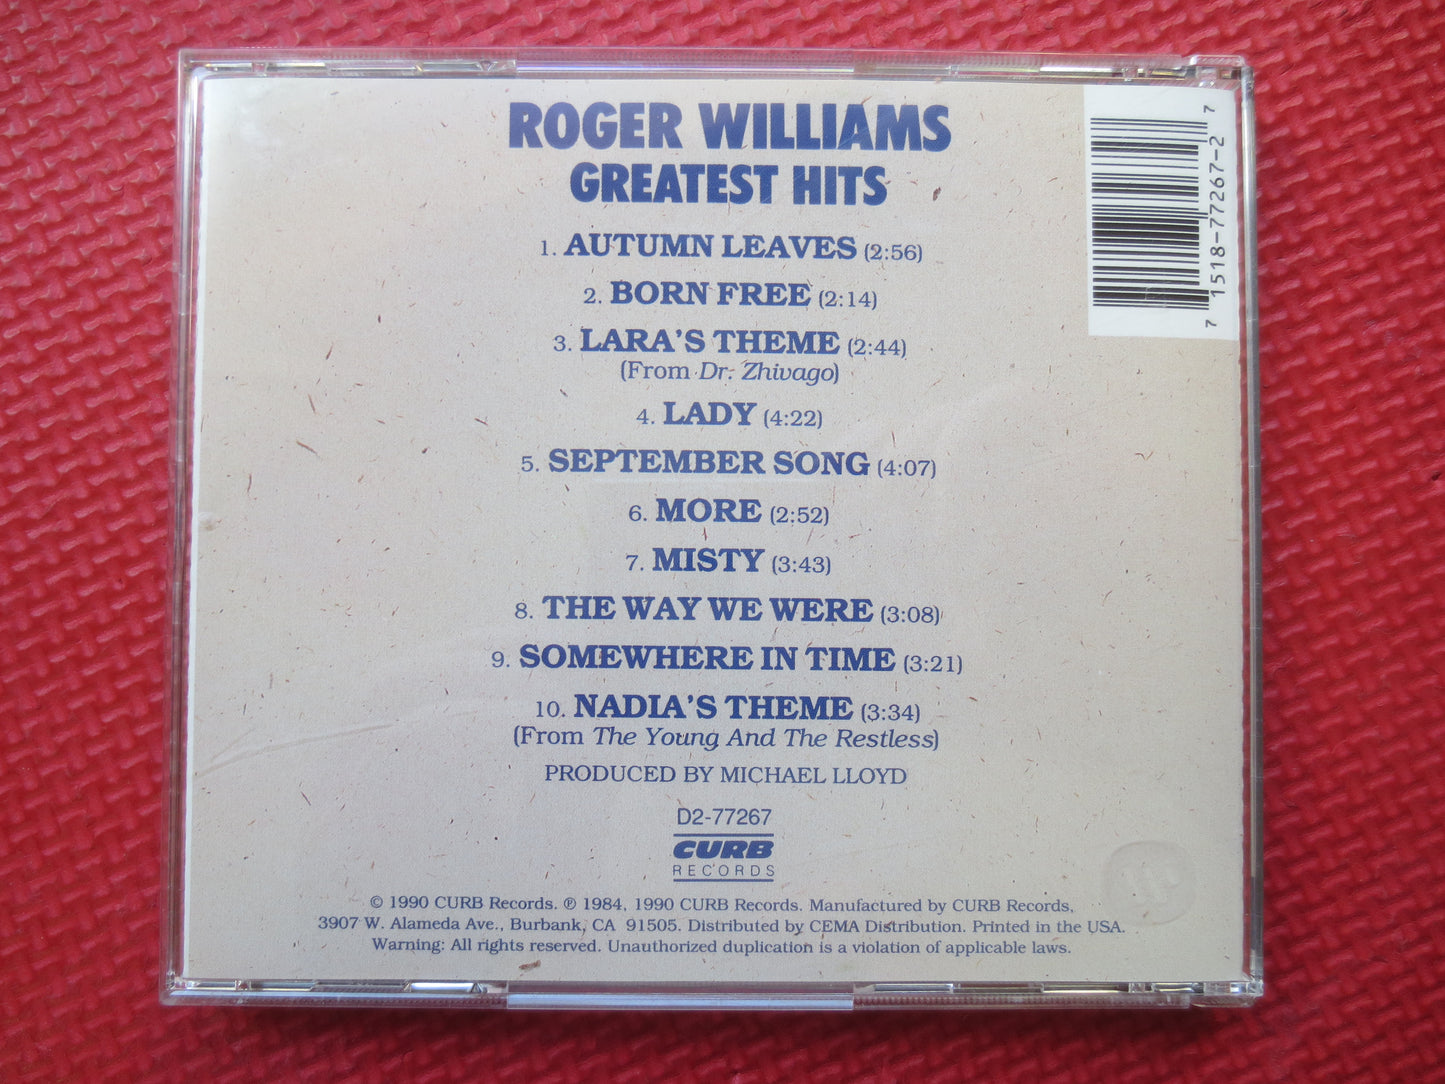 ROGER WILLIAMS
GREATEST HITS
1. AUTUMN LEAVES (2:56)
2. BORN FREE (2:14)
3. LARA'S THEME (2:44)
(From Dr. Zhivago)
4. LADY (4:22)
5. SEPTEMBER SONG (4:07)
6. MORE (2:52)
7. MISTY (3:43)
8. THE WAY WE WERE (3:08)
9. SOMEWHERE IN TIME (3:21)
10. NADIA'S THEME (3:34)
(From The Young And The Restless)
PRODUCED BY MICHAEL LLOYD
D2-77267
CURB
RECORDS
© 1990 CURB Records. ℗ 1984, 1990 CURB Records. Manufactured by CURB Records,
3907 W. Alameda Ave., Burbank, CA 91505. Distributed by CEMA Distribution. Printed in the USA.
Warning: All rights reserved. Unauthorized duplication is a violation of applicable laws.
7 1518-77267-2 7